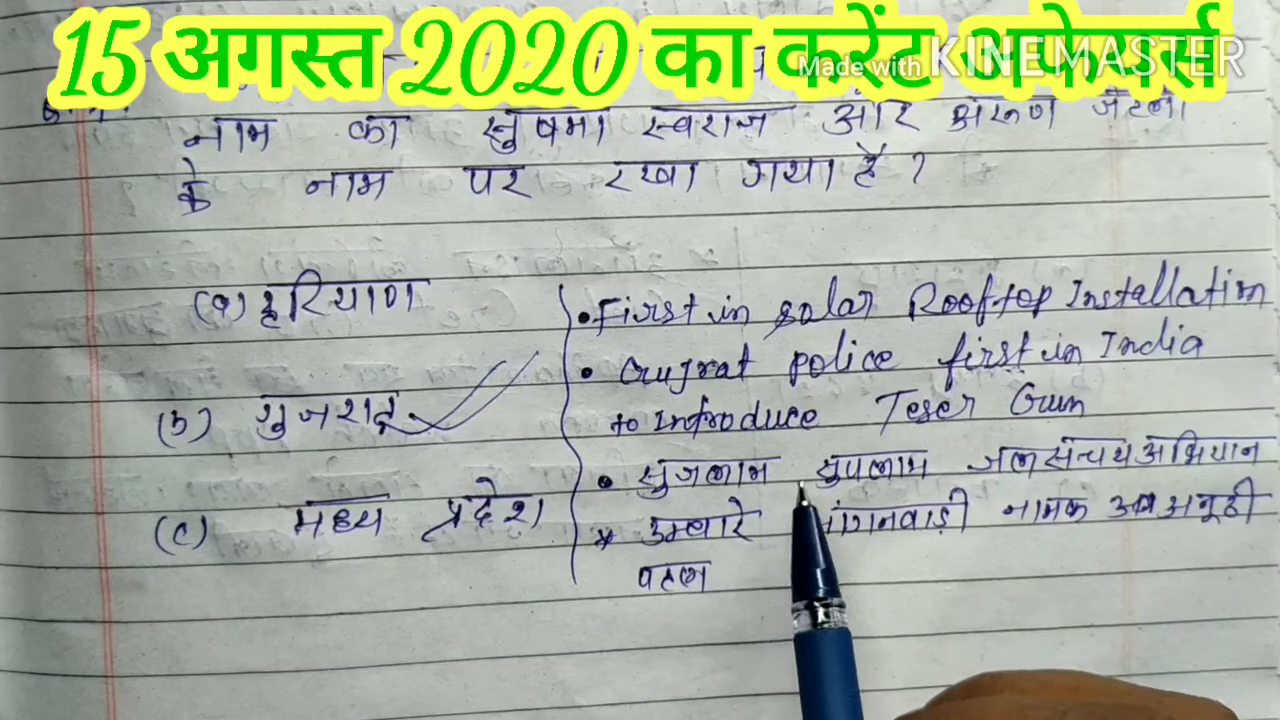 15 अगस्त 2020 का करेंट अफेयर्स
Made with KINEMASTER
नाम का सुषमा स्वराज और अरूण जेटली
के नाम पर रखा गया है ?
(a) हरियाण
• First in solar Rooftop Installation
• Gujrat police first in India
to introduce Teser Gun
(b) गुजरात
• सुजलाम सुफलाम जल संचय अभियान
(c) मध्य प्रदेश
* उम्बारे आंगनवाड़ी नामक अनूठी
पहल